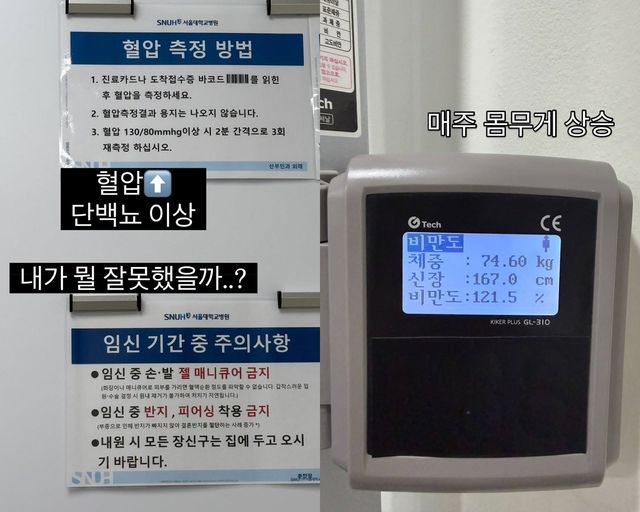 SNUH 서울대학교병원
혈압 측정 방법
1. 진료카드나 도착접수증 바코드 를 읽힌
후 혈압을 측정하세요.
2. 혈압측정결과 용지는 나오지 않습니다.
3. 혈압 130/80mmhg이상 시 2분 간격으로 3회
재측정 하십시오.
SNUH
산부인과 외래
혈압⬆️
단백뇨 이상
내가 뭘 잘못했을까..?
SNUH 서울대학교병원
임신 기간 중 주의사항
●임신 중 손·발 젤 매니큐어 금지
●임신 중 반지 , 피어싱 착용 금지
●내원 시 모든 장신구는 집에 두고 오시
기 바랍니다.
SNUH
분만장
매주 몸무게 상승
G Tech
CE
비만도
체중 : 74.60 kg
신장 : 167.0 cm
비만도:121.5 %
KIKER PLUS GL-310